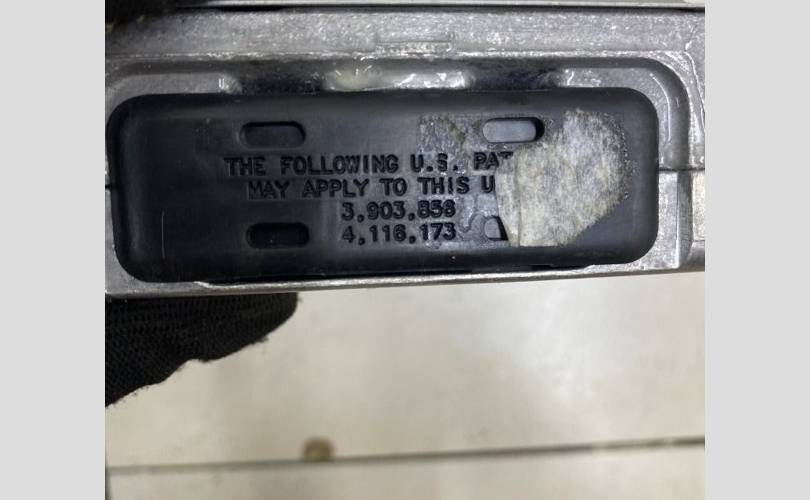 THE FOLLOWING U.S. PAT
MAY APPLY TO THIS U
3,903,858
4,116,173